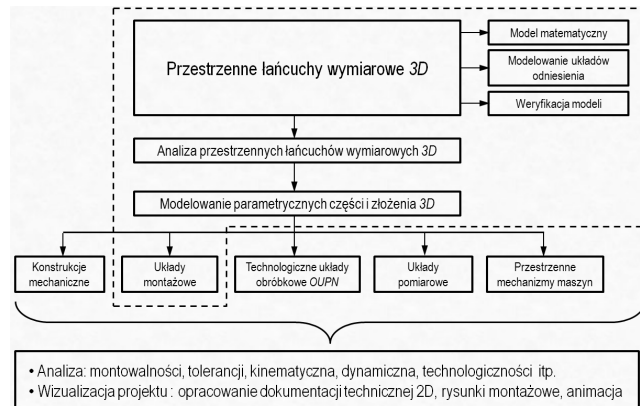 Przestrzenne łańcuchy wymiarowe 3D
Model matematyczny
Modelowanie układów
odniesienia
Weryfikacja modeli
Analiza przestrzennych łańcuchów wymiarowych 3D
Modelowanie parametrycznych części i złożenia 3D
Konstrukcje
mechaniczne
Układy
montażowe
Technologiczne układy
obróbkowe OUPN
Układy
pomiarowe
Przestrzenne
mechanizmy maszyn
• Analiza: montowalności, tolerancji, kinematyczna, dynamiczna, technologiczności itp.
• Wizualizacja projektu : opracowanie dokumentacji technicznej 2D, rysunki montażowe, animacja